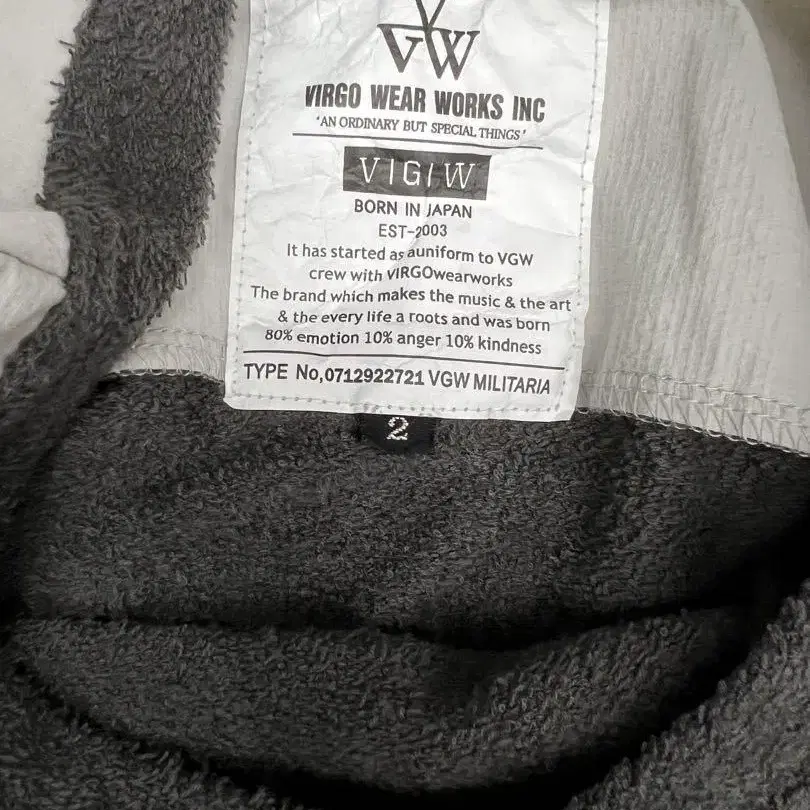 VGW
VIRGO WEAR WORKS INC
'AN ORDINARY BUT SPECIAL THINGS'
V|G|W
BORN IN JAPAN
EST-2003
It has started as auniform to VGW
crew with VIRGOwearworks
The brand which makes the music & the art
& the every life a roots and was born
80% emotion 10% anger 10% kindness
TYPE No,0712922721 VGW MILITARIA
2